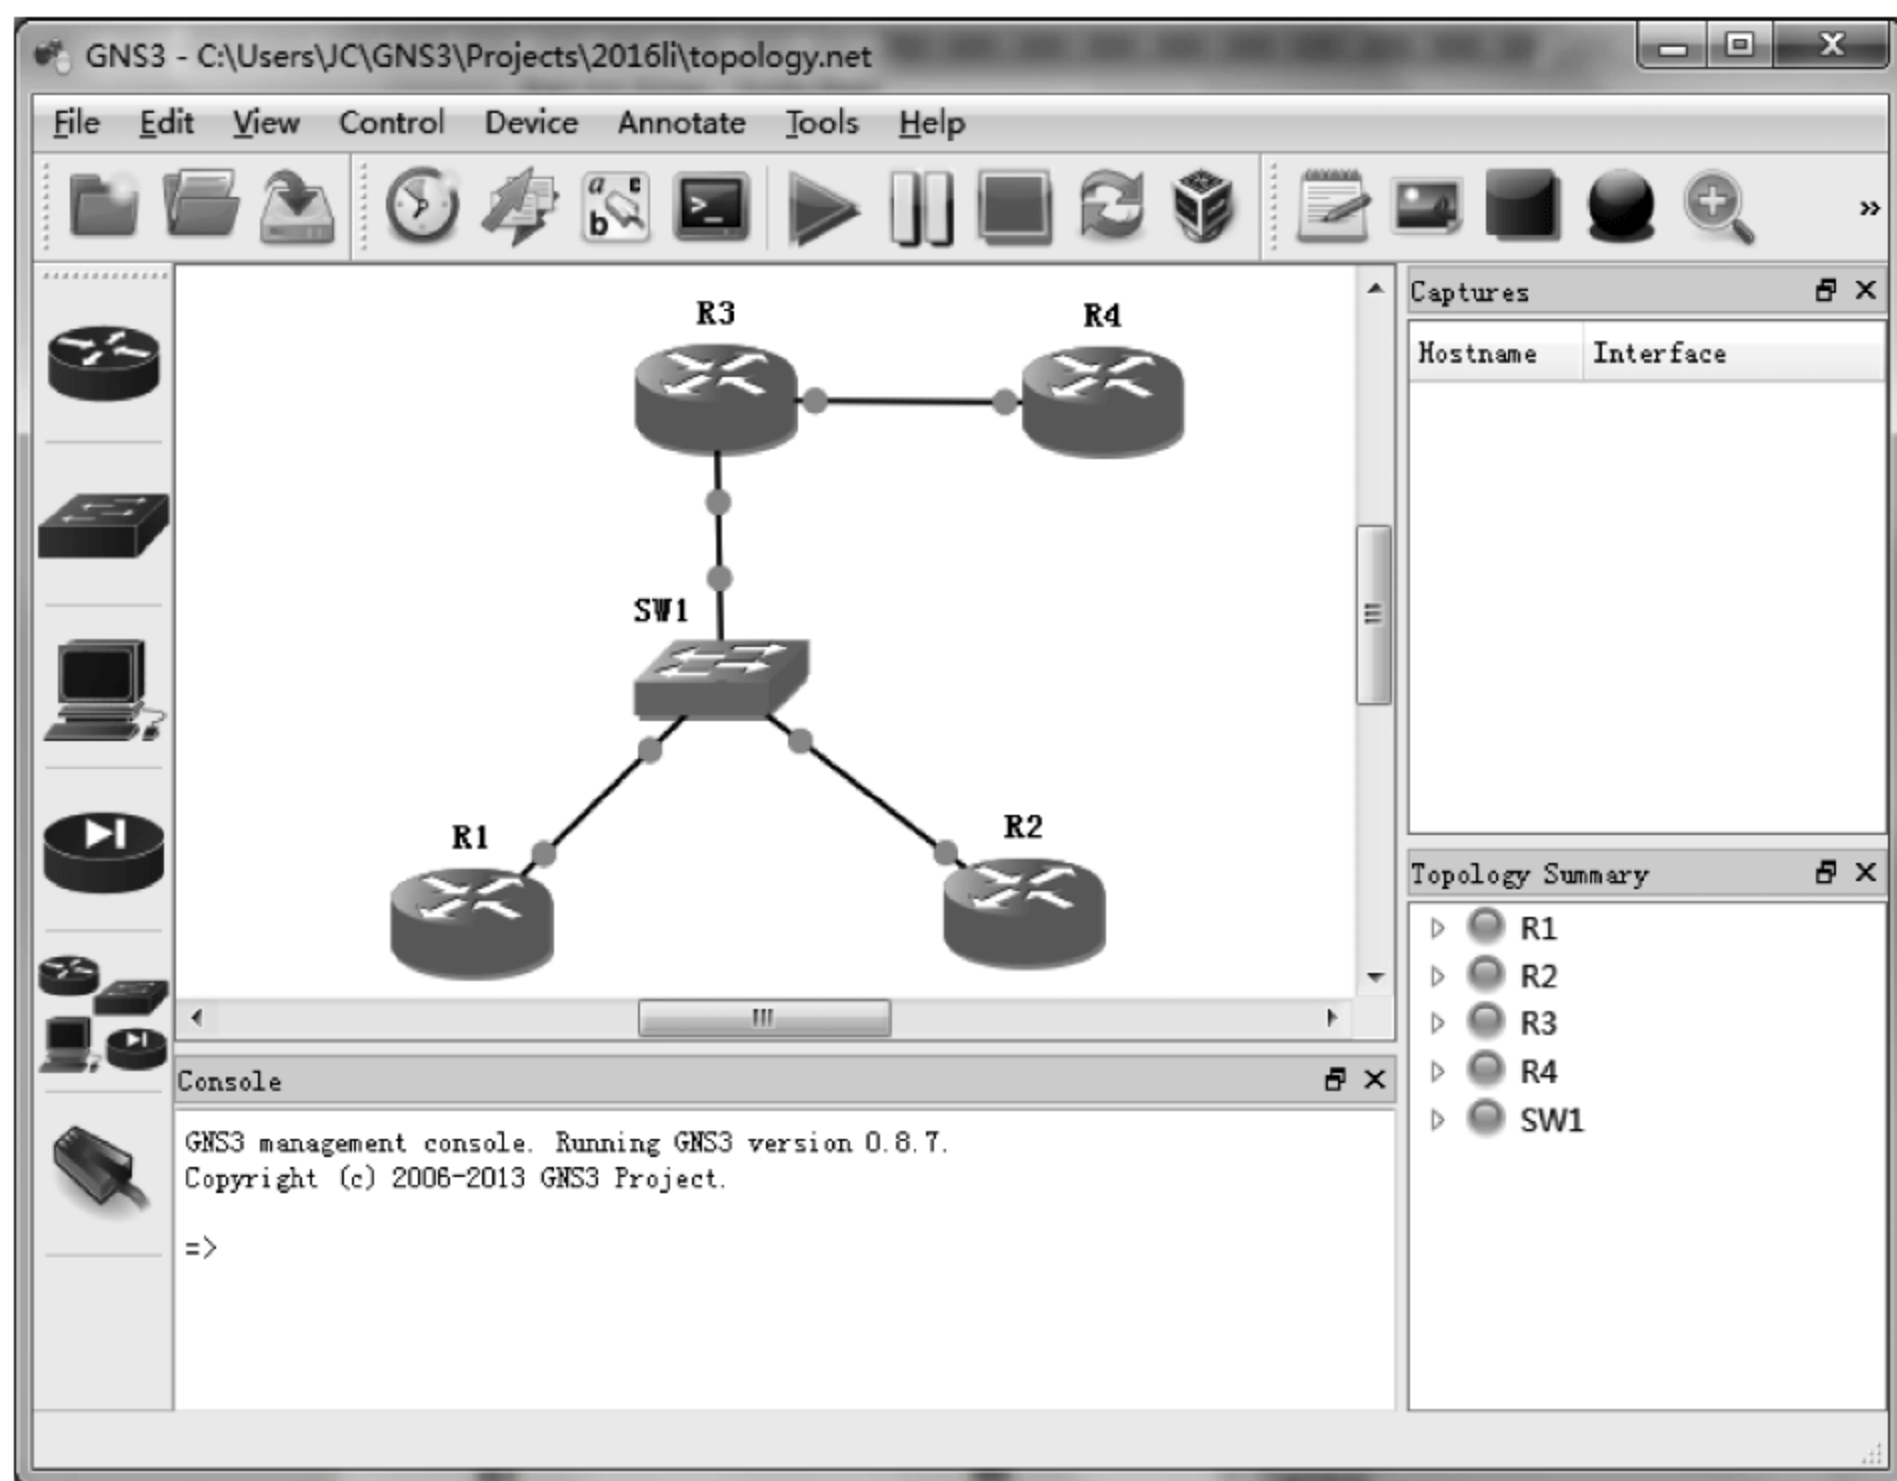 GNS3 - C:\Users\JC\GNS3\Projects\2016li\topology.net
File Edit View Control Device Annotate Tools Help
R3
R4
SW1
R1
R2
Captures
Hostname Interface
Topology Summary
R1
R2
R3
R4
SW1
Console
GNS3 management console. Running GNS3 version 0.8.7.
Copyright (c) 2006-2013 GNS3 Project.
=>